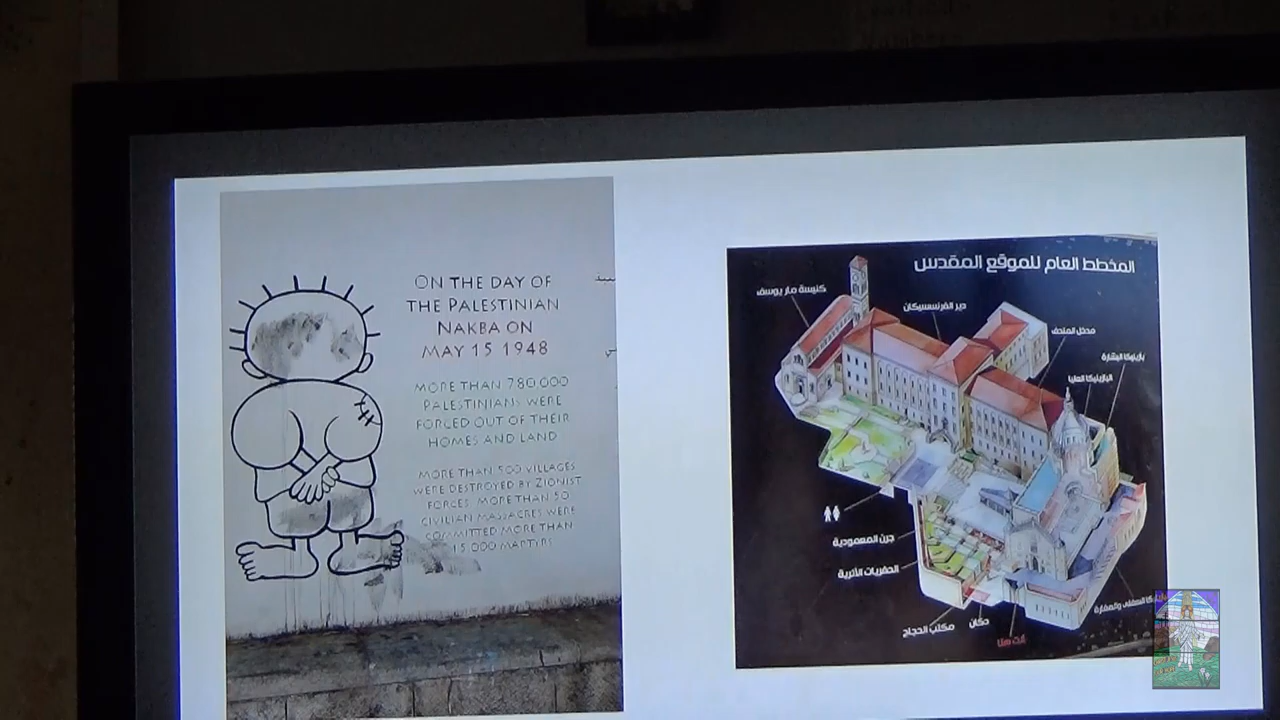 ON THE DAY OF
THE PALESTINIAN
NAKBA ON
MAY 15 1948
MORE THAN 780,000
PALESTINIANS WERE
FORCED OUT OF THEIR
HOMES AND LAND
MORE THAN 500 VILLAGES
WERE DESTROYED BY ZIONIST
FORCES. MORE THAN 50
CIVILIAN MASSACRES WERE
COMMITTED MORE THAN
15,000 MARTYRS
المخطط العام للموقع المقدس
كنيسة مار يوسف
دير الفرنسيسكان
مدخل المتحف
بازيليكا البشارة
البازيليكا العليا
جرن المعمودية
الحفريات الأثرية
مكتب الحجاج
دكان
أنت هنا
السفلى والمغارة